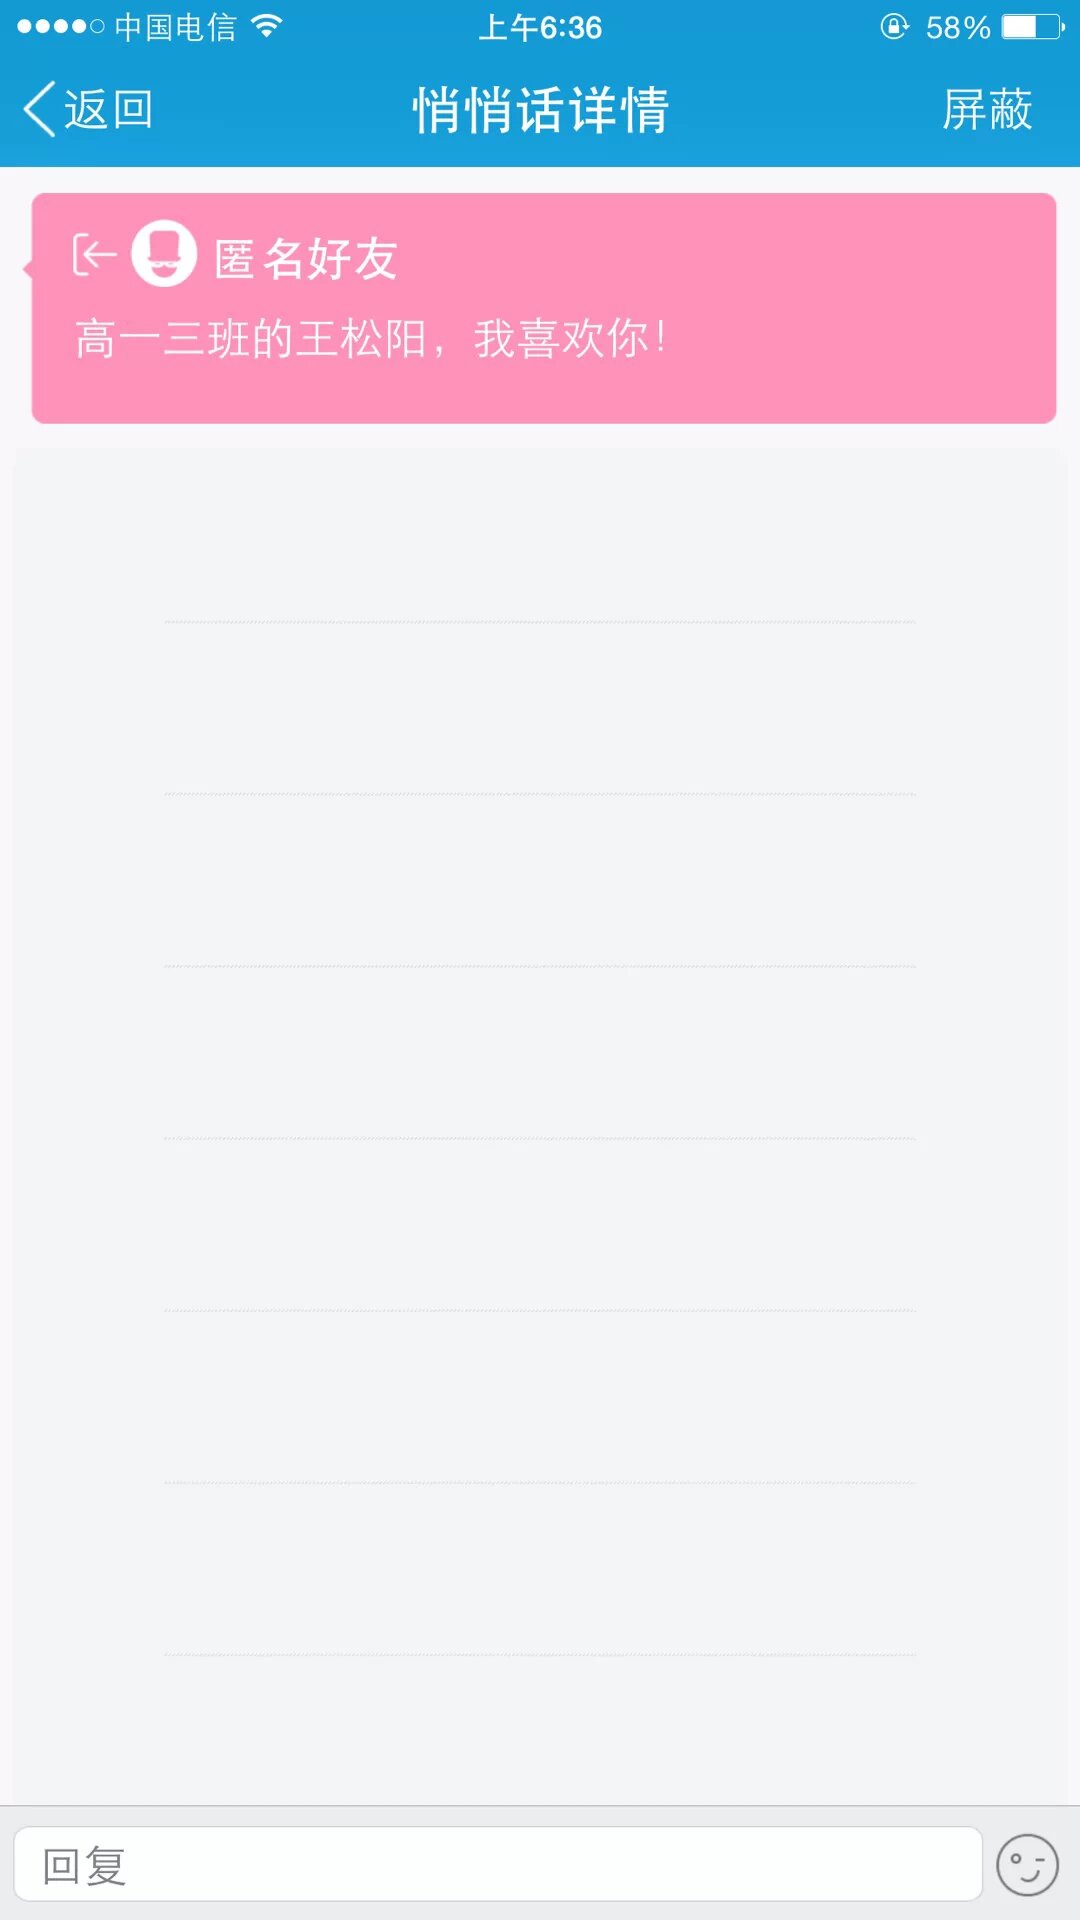 中国电信 上午6:36 58%
返回 悄悄话详情 屏蔽
匿名好友
高一三班的王松阳，我喜欢你！
回复